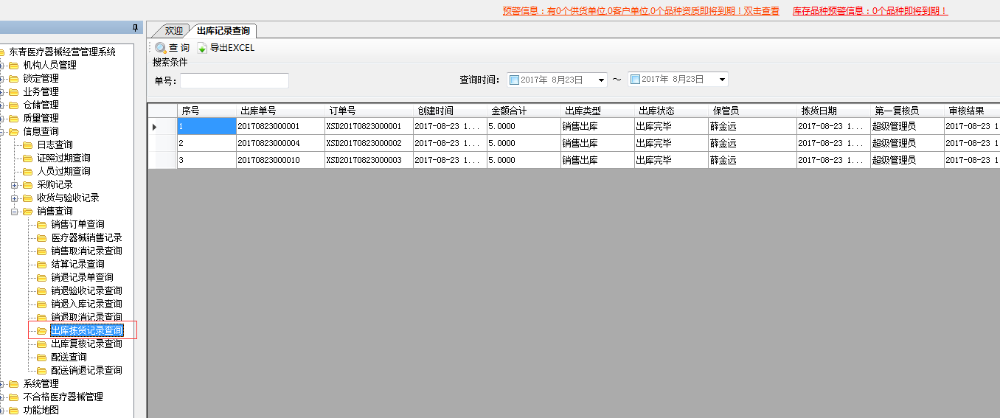 预警信息：有0个供货单位,0客户单位,0个品种资质即将到期！双击查看 库存品种预警信息：0个品种即将到期！
欢迎 出库记录查询
查 询 导出EXCEL
搜索条件
单号: 查询时间: 2017年 8月23日 ～ 2017年 8月23日
东青医疗器械经营管理系统
机构人员管理
锁定管理
业务管理
仓储管理
质量管理
信息查询
日志查询
证照过期查询
人员过期查询
采购记录
收货与验收记录
销售查询
销售订单查询
医疗器械销售记录
销售取消记录查询
结算记录查询
销退记录单查询
销退验收记录查询
销退入库记录查询
销退取消记录查询
出库拣货记录查询
出库复核记录查询
配送查询
配送销退记录查询
系统管理
不合格医疗器械管理
功能地图
序号 出库单号 订单号 创建时间 金额合计 出库类型 出库状态 保管员 拣货日期 第一复核员 审核结果
1 20170823000001 XSD20170823000001 2017-08-23 1... 5.0000 销售出库 出库完毕 薛金远 2017-08-23 1... 超级管理员 2017-08-23 1
2 20170823000004 XSD20170823000002 2017-08-23 1... 5.0000 销售出库 出库完毕 薛金远 2017-08-23 1... 超级管理员 2017-08-23 1
3 20170823000010 XSD20170823000003 2017-08-23 1... 5.0000 销售出库 出库完毕 薛金远 2017-08-23 1... 超级管理员 2017-08-23 1